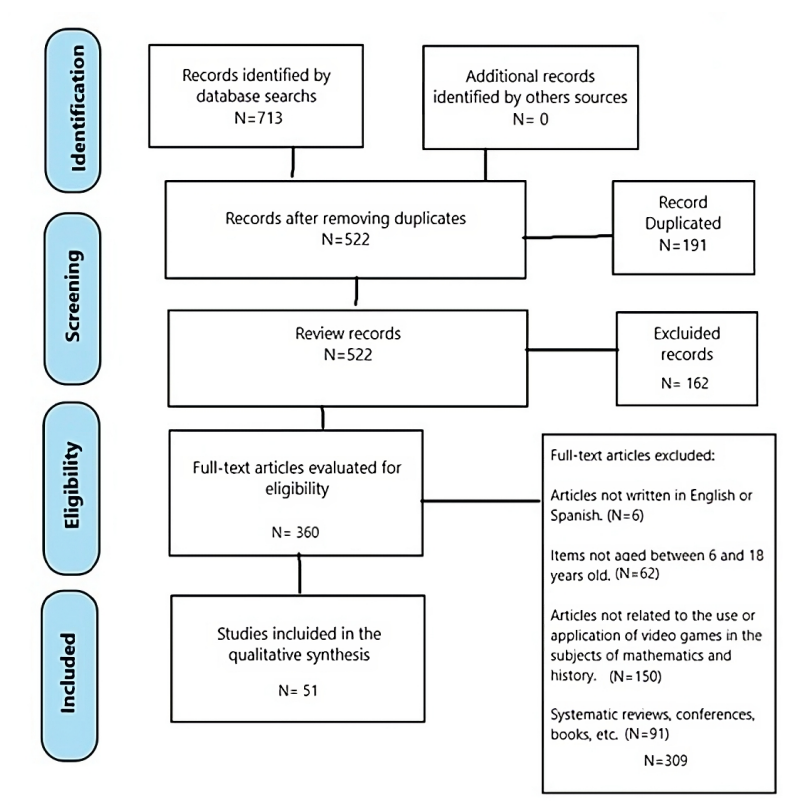 Identification
Records identified by
database searchs
N=713
Additional records
identified by others sources
N= 0
Records after removing duplicates
N=522
Record
Duplicated
N=191
Screening
Review records
N=522
Excluided
records
N= 162
Eligibility
Full-text articles evaluated for
eligibility
N= 360
Full-text articles excluded:
Articles not written in English or
Spanish. (N=6)
Items not aged between 6 and 18
years old. (N=62)
Articles not related to the use or
application of video games in the
subjects of mathematics and
history. (N=150)
Systematic reviews, conferences,
books, etc. (N=91)
N=309
Included
Studies incluided in the
qualitative synthesis
N= 51